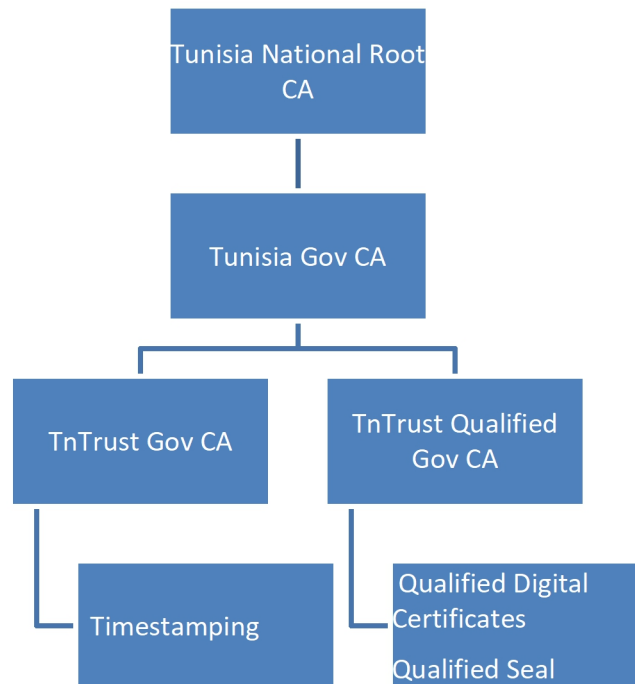 Tunisia National Root
CA
Tunisia Gov CA
TnTrust Gov CA
TnTrust Qualified
Gov CA
Timestamping
Qualified Digital
Certificates
Qualified Seal